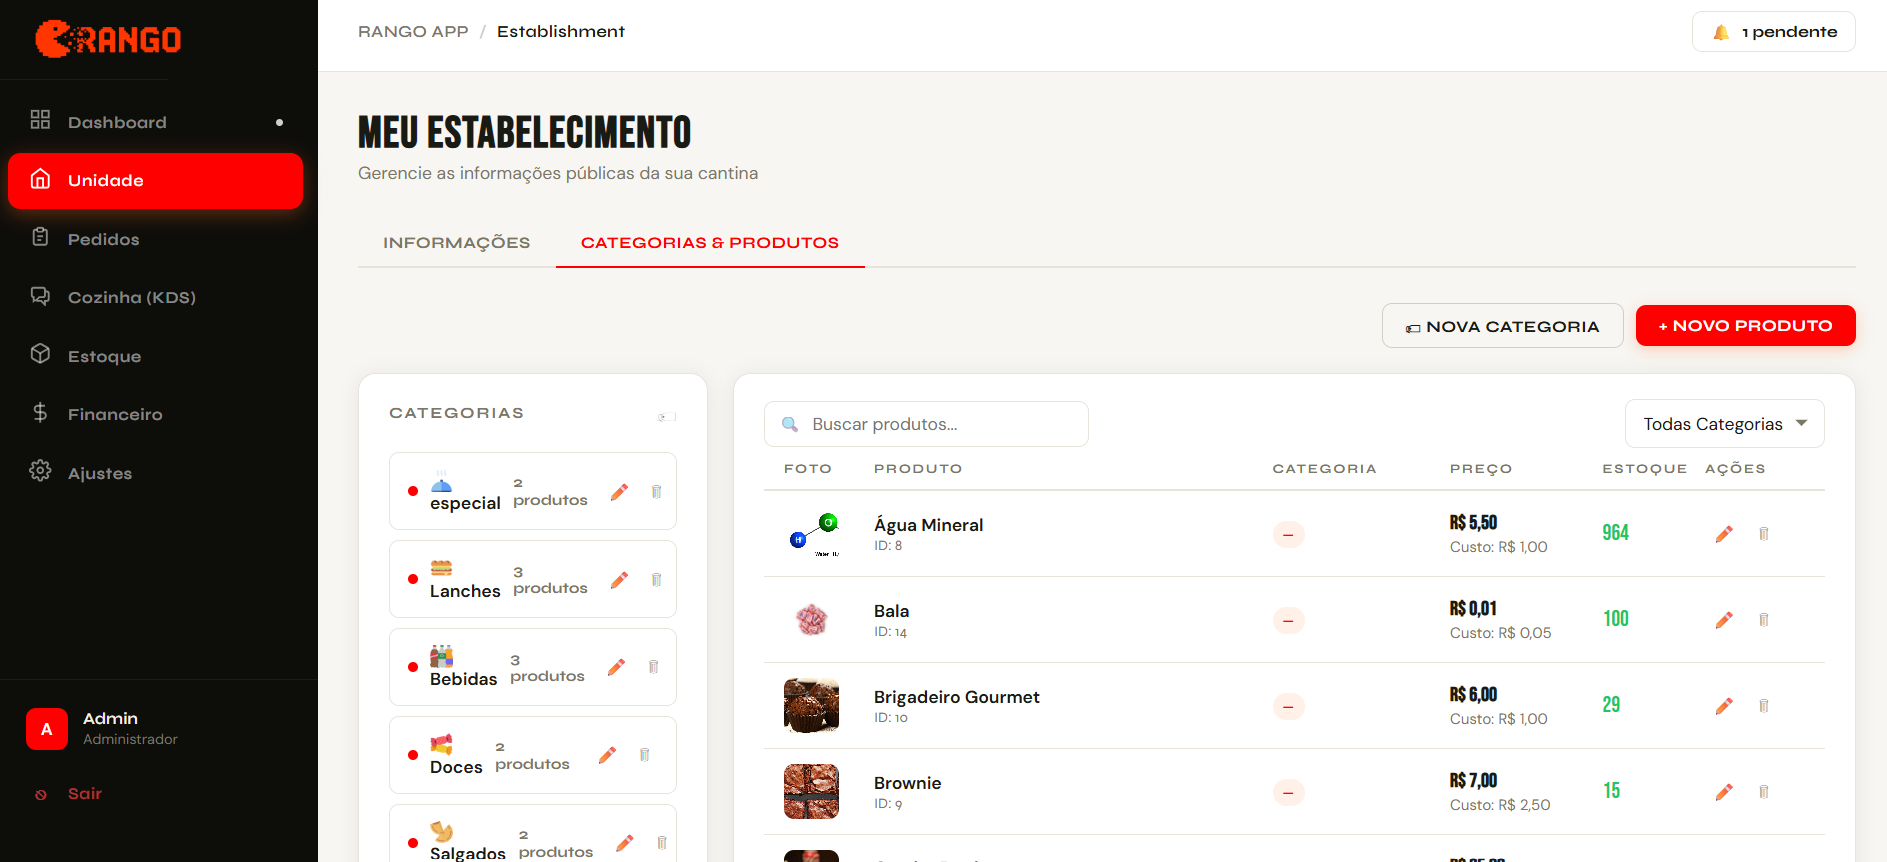 RANGO
Dashboard
Unidade
Pedidos
Cozinha (KDS)
Estoque
Financeiro
Ajustes
A
Admin
Administrador
Sair
RANGO APP / Establishment
1 pendente
MEU ESTABELECIMENTO
Gerencie as informações públicas da sua cantina
INFORMAÇÕES
CATEGORIAS & PRODUTOS
NOVA CATEGORIA
+ NOVO PRODUTO
CATEGORIAS
especial
2 produtos
Lanches
3 produtos
Bebidas
3 produtos
Doces
2 produtos
Salgados
2 produtos
Buscar produtos...
Todas Categorias
FOTO PRODUTO CATEGORIA PREÇO ESTOQUE AÇÕES
Água Mineral
ID: 8
–
R$ 5,50
Custo: R$ 1,00
964
Bala
ID: 14
–
R$ 0,01
Custo: R$ 0,05
100
Brigadeiro Gourmet
ID: 10
–
R$ 6,00
Custo: R$ 1,00
29
Brownie
ID: 9
–
R$ 7,00
Custo: R$ 2,50
15